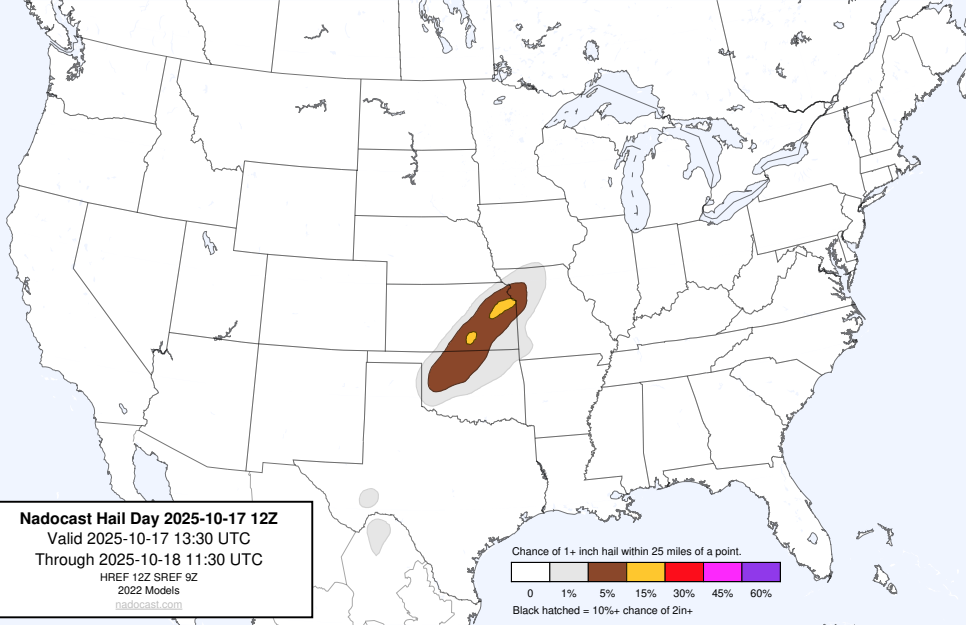 Nadocast Hail Day 2025-10-17 12Z
Valid 2025-10-17 13:30 UTC
Through 2025-10-18 11:30 UTC
HREF 12Z SREF 9Z
2022 Models
nadocast.com
Chance of 1+ inch hail within 25 miles of a point.
0 1% 5% 15% 30% 45% 60%
Black hatched = 10%+ chance of 2in+